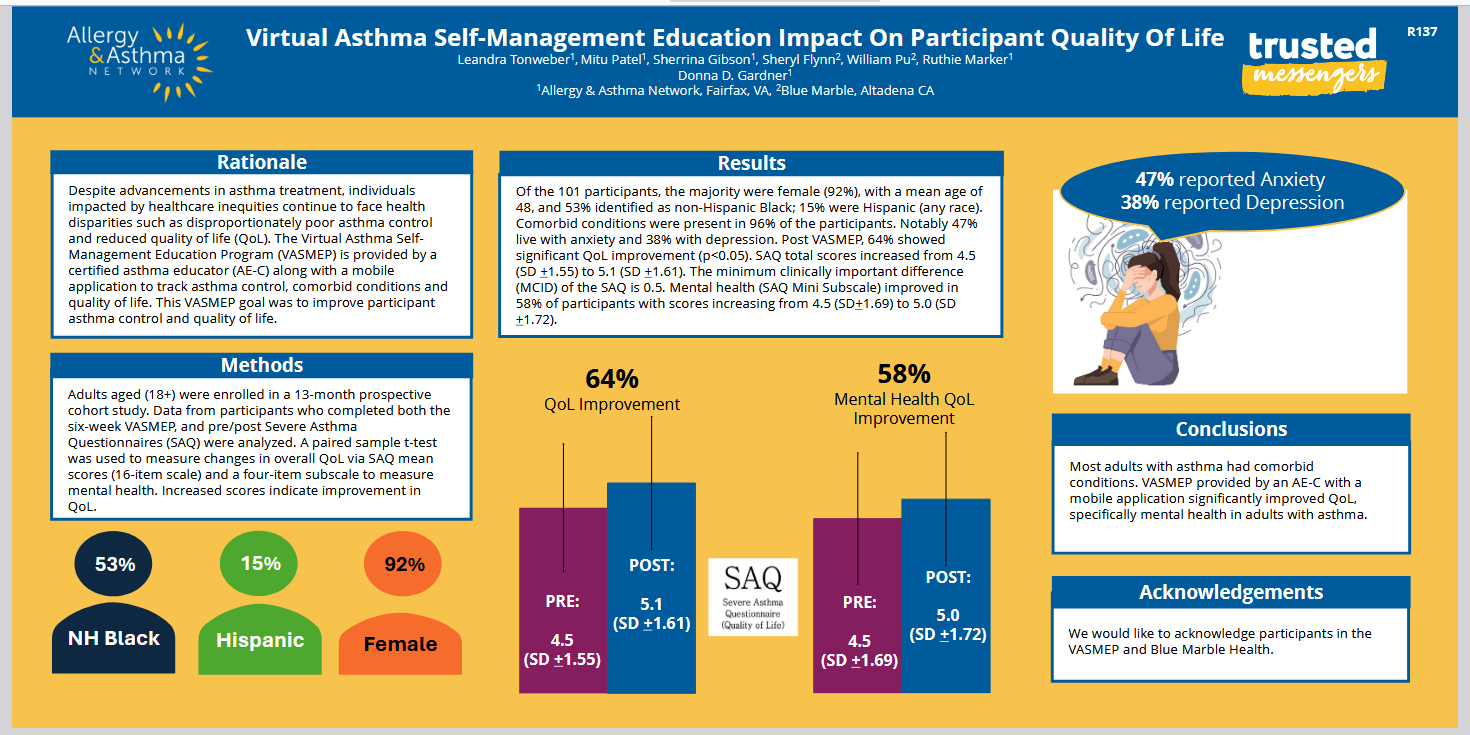 Allergy
&Asthma
NETWORK
Virtual Asthma Self-Management Education Impact On Participant Quality Of Life
Leandra Tonweber¹, Mitu Patel¹, Sherrina Gibson¹, Sheryl Flynn², William Pu², Ruthie Marker¹
Donna D. Gardner¹
¹Allergy & Asthma Network, Fairfax, VA, ²Blue Marble, Altadena CA
trusted
messengers
R137
Rationale
Despite advancements in asthma treatment, individuals
impacted by healthcare inequities continue to face health
disparities such as disproportionately poor asthma control
and reduced quality of life (QoL). The Virtual Asthma Self-
Management Education Program (VASMEP) is provided by a
certified asthma educator (AE-C) along with a mobile
application to track asthma control, comorbid conditions and
quality of life. This VASMEP goal was to improve participant
asthma control and quality of life.
Methods
Adults aged (18+) were enrolled in a 13-month prospective
cohort study. Data from participants who completed both the
six-week VASMEP, and pre/post Severe Asthma
Questionnaires (SAQ) were analyzed. A paired sample t-test
was used to measure changes in overall QoL via SAQ mean
scores (16-item scale) and a four-item subscale to measure
mental health. Increased scores indicate improvement in
QoL.
53%
NH Black
15%
Hispanic
92%
Female
Results
Of the 101 participants, the majority were female (92%), with a mean age of
48, and 53% identified as non-Hispanic Black; 15% were Hispanic (any race).
Comorbid conditions were present in 96% of the participants. Notably 47%
live with anxiety and 38% with depression. Post VASMEP, 64% showed
significant QoL improvement (p<0.05). SAQ total scores increased from 4.5
(SD ±1.55) to 5.1 (SD ±1.61). The minimum clinically important difference
(MCID) of the SAQ is 0.5. Mental health (SAQ Mini Subscale) improved in
58% of participants with scores increasing from 4.5 (SD±1.69) to 5.0 (SD
±1.72).
64%
QoL Improvement
PRE:
4.5
(SD ±1.55)
POST:
5.1
(SD ±1.61)
SAQ
Severe Asthma
Questionnaire
(Quality of Life)
58%
Mental Health QoL
Improvement
PRE:
4.5
(SD ±1.69)
POST:
5.0
(SD ±1.72)
47% reported Anxiety
38% reported Depression
Conclusions
Most adults with asthma had comorbid
conditions. VASMEP provided by an AE-C with a
mobile application significantly improved QoL,
specifically mental health in adults with asthma.
Acknowledgements
We would like to acknowledge participants in the
VASMEP and Blue Marble Health.